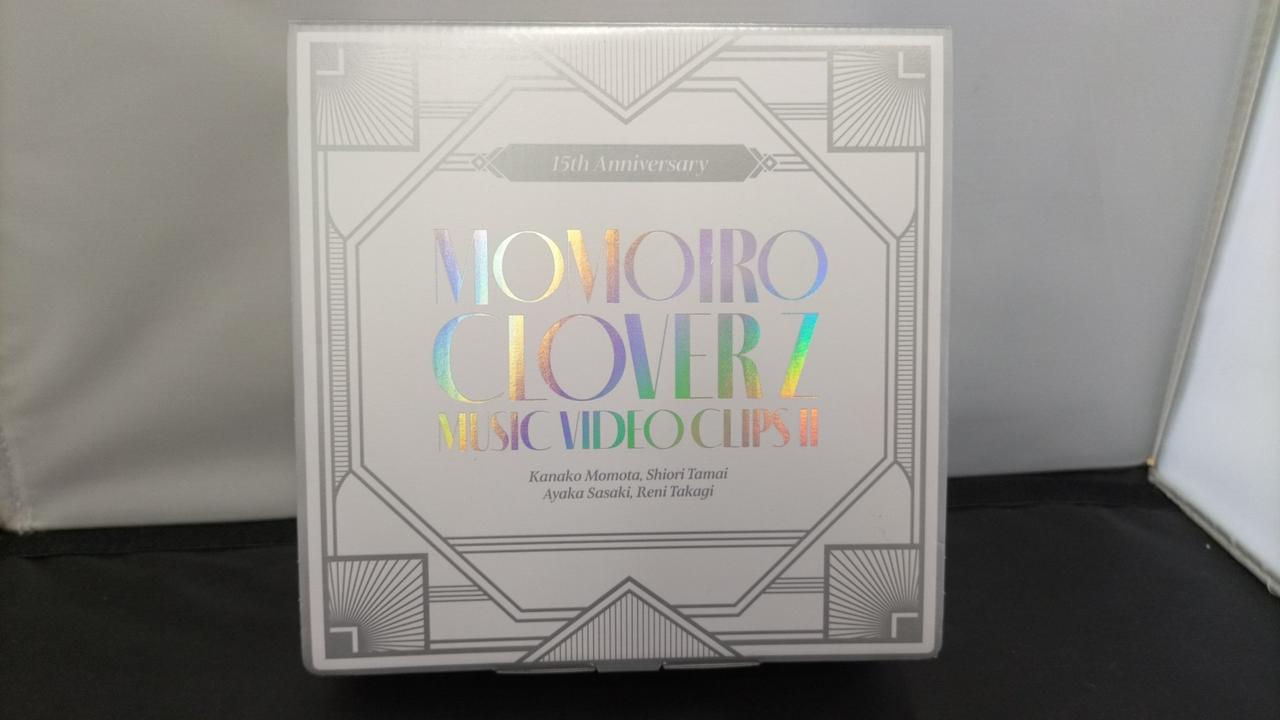 15th Anniversary
MOMOIRO
CLOVER Z
MUSIC VIDEO CLIPS II
Kanako Momota, Shiori Tamai
Ayaka Sasaki, Reni Takagi